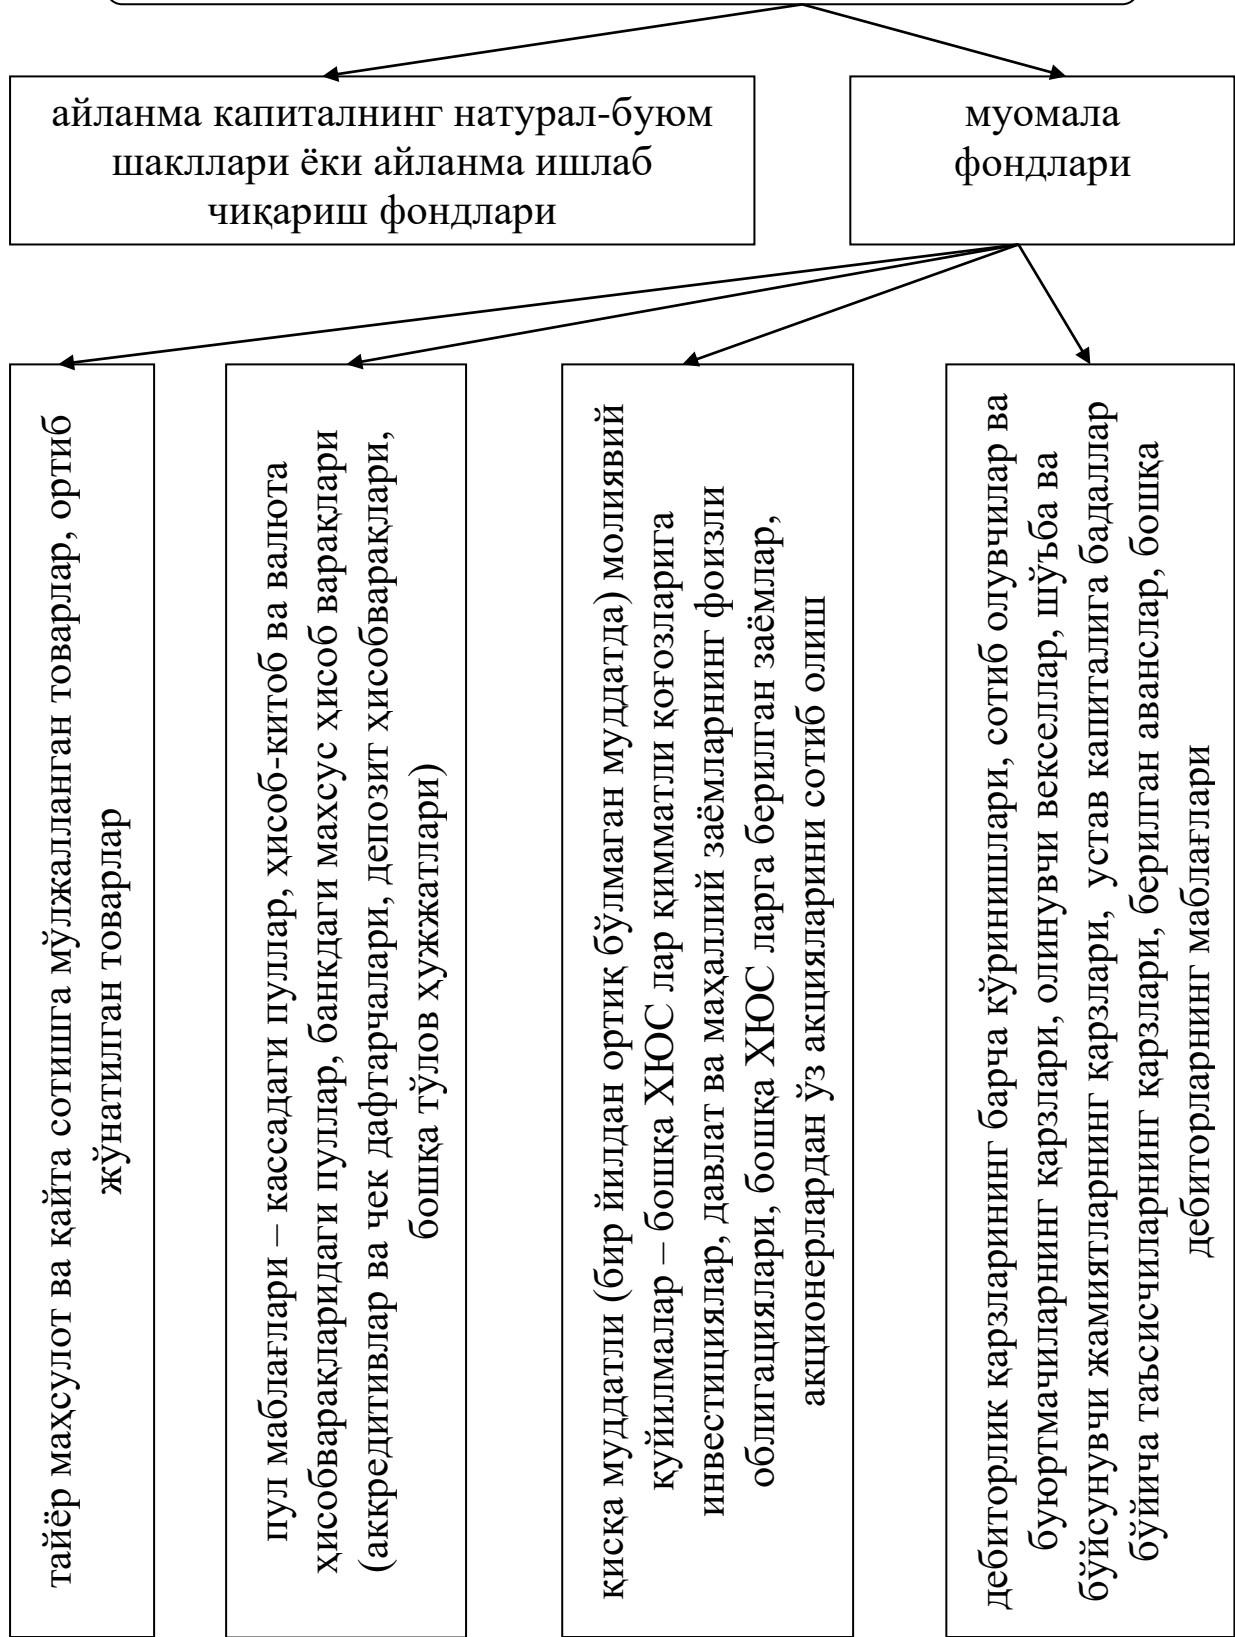 айланма капиталнинг натурал-буюм
шакллари ёки айланма ишлаб
чиқариш фондлари
муомала
фондлари
тайёр маҳсулот ва қайта сотишга мўлжалланган товарлар, ортиб
жўнатилган товарлар
пул маблағлари – кассадаги пуллар, ҳисоб-китоб ва валюта
ҳисобварақларидаги пуллар, банкдаги махсус ҳисоб варақлари
(аккредитивлар ва чек дафтарчалари, депозит ҳисобварақлари,
бошқа тўлов ҳужжатлари)
қисқа муддатли (бир йилдан ортиқ бўлмаган муддатда) молиявий
қуйилмалар – бошқа ХЮС лар қимматли қоғозларига
инвестициялар, давлат ва маҳаллий заёмларнинг фоизли
облигациялари, бошқа ХЮС ларга берилган заёмлар,
акционерлардан ўз акцияларини сотиб олиш
дебиторлик қарзларининг барча кўринишлари, сотиб олувчилар ва
буюртмачиларнинг қарзлари, олинувчи векселлар, шўъба ва
бўйсунувчи жамиятларнинг қарзлари, устав капиталига бадаллар
бўйича таъсисчиларнинг қарзлари, берилган аванслар, бошқа
дебиторларнинг маблағлари